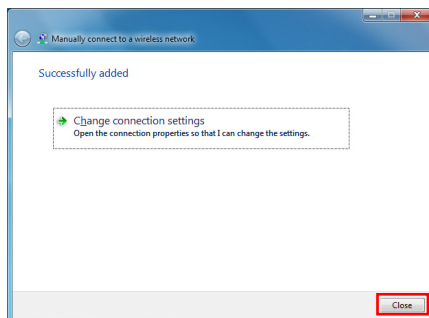 Manually connect to a wireless network
Successfully added
Change connection settings
Open the connection properties so that I can change the settings.
Close